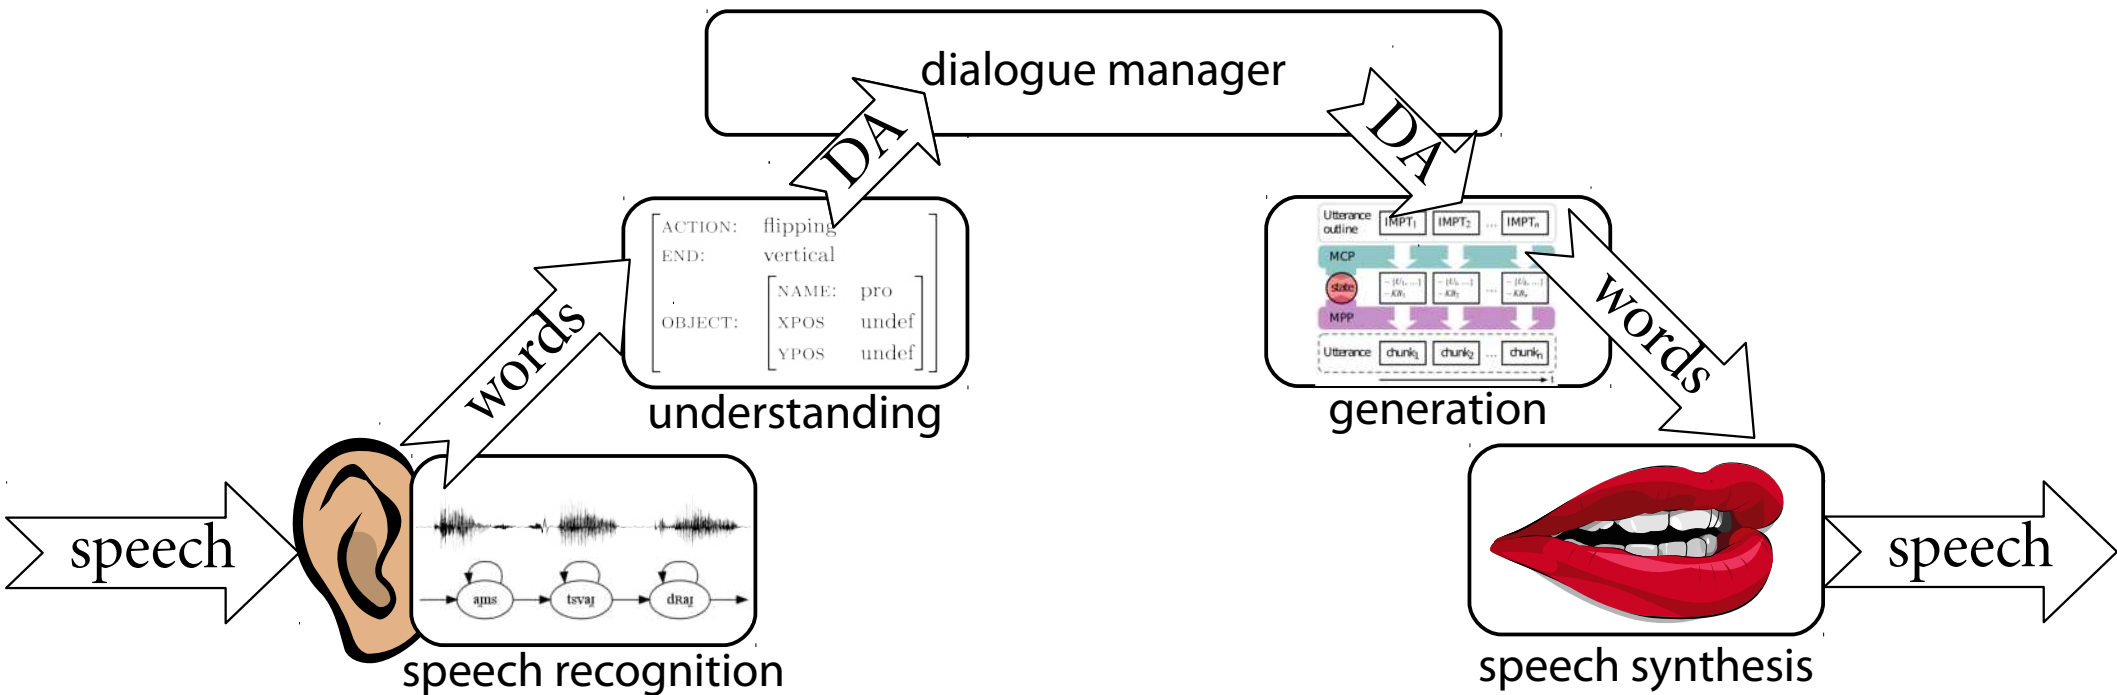 dialogue manager
DA
DA
ACTION: flipping
END: vertical
OBJECT:
NAME: pro
XPOS undef
YPOS undef
understanding
words
Utterance outline
IMPT1 IMPT2 ... IMPTn
MCP
state
MPP
Utterance chunk1 chunk2 ... chunkn
t
generation
words
speech
ajms tsvaj dRaj
speech recognition
speech synthesis
speech